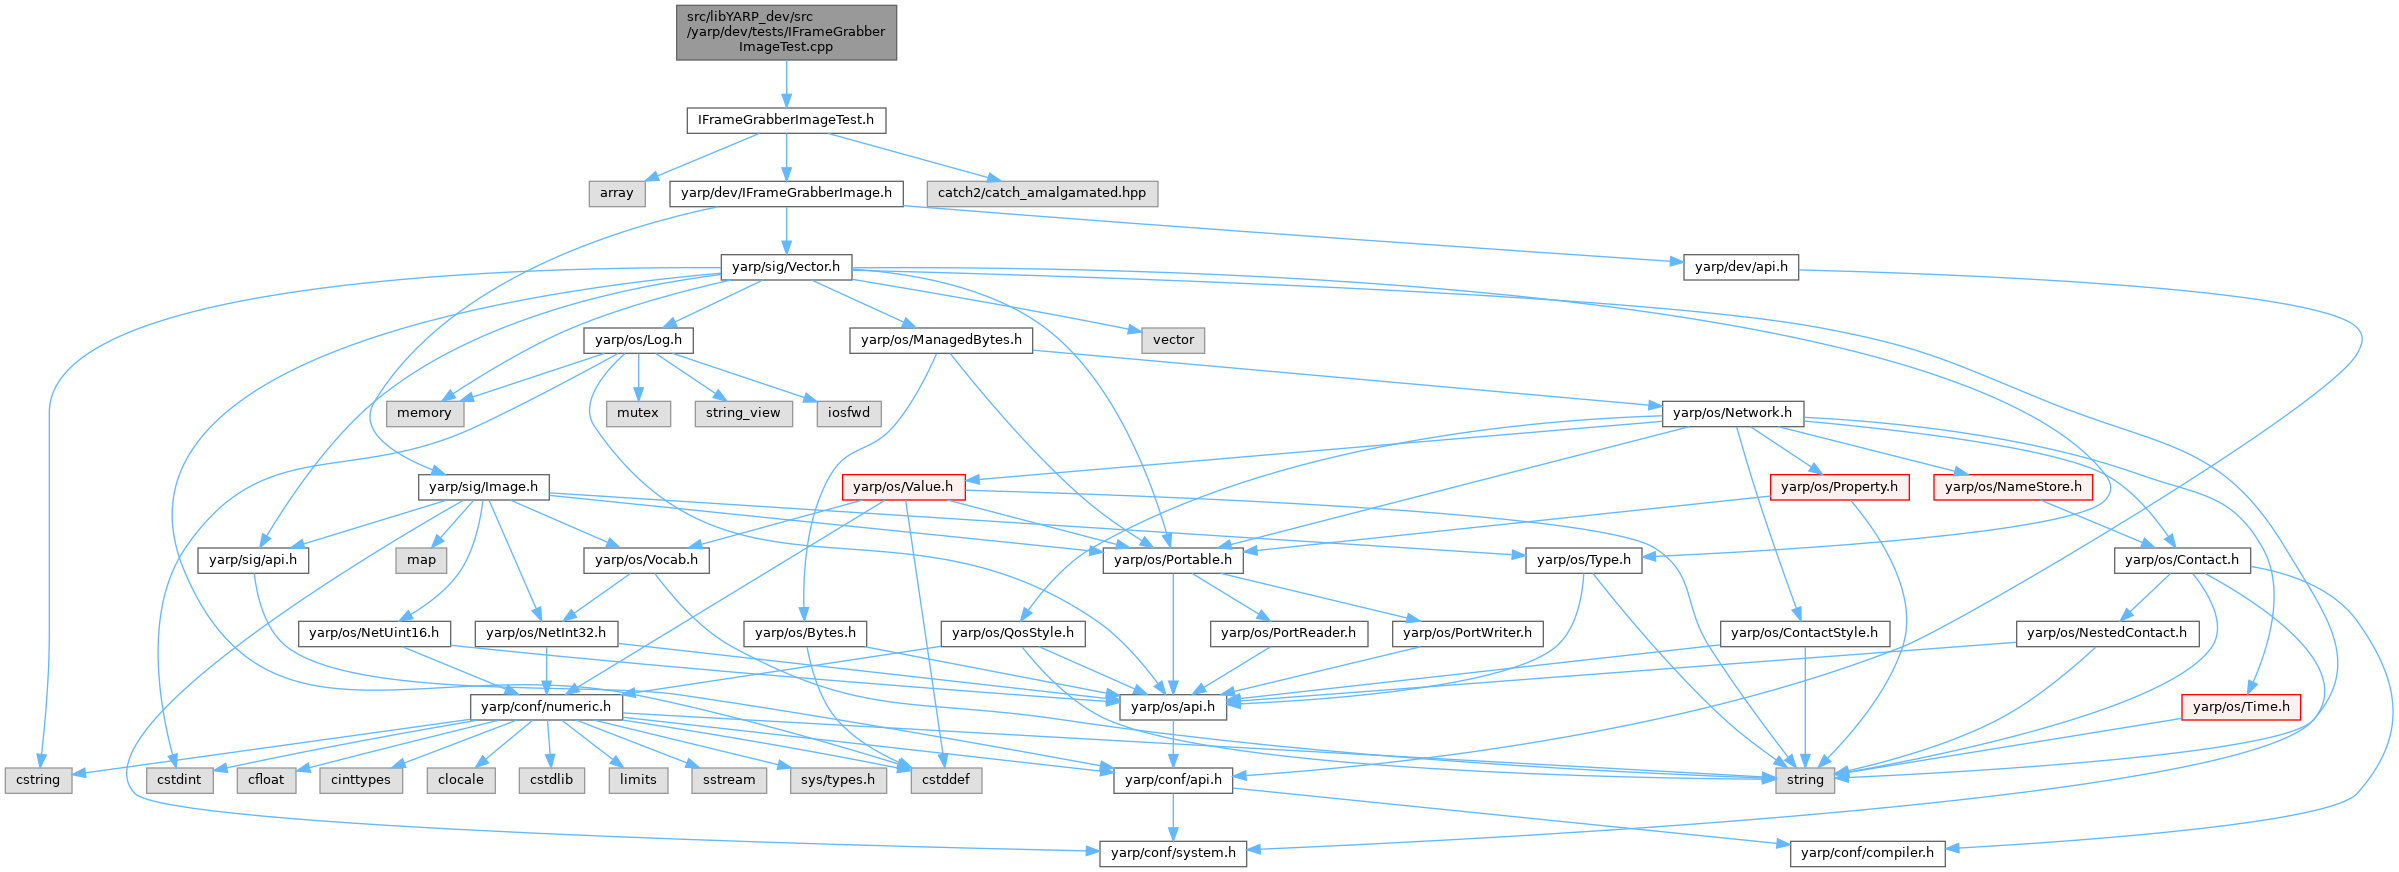 src/libYARP_dev/src
/yarp/dev/tests/IFrameGrabber
ImageTest.cpp
IFrameGrabberImageTest.h
array
yarp/dev/IFrameGrabberImage.h
catch2/catch_amalgamated.hpp
yarp/sig/Vector.h
yarp/dev/api.h
yarp/os/Log.h
yarp/os/ManagedBytes.h
vector
memory
mutex
string_view
iosfwd
yarp/os/Network.h
yarp/sig/Image.h
yarp/os/Value.h
yarp/os/Property.h
yarp/os/NameStore.h
yarp/sig/api.h
map
yarp/os/Vocab.h
yarp/os/Portable.h
yarp/os/Type.h
yarp/os/Contact.h
yarp/os/NetUint16.h
yarp/os/NetInt32.h
yarp/os/Bytes.h
yarp/os/QosStyle.h
yarp/os/PortReader.h
yarp/os/PortWriter.h
yarp/os/ContactStyle.h
yarp/os/NestedContact.h
yarp/conf/numeric.h
yarp/os/api.h
yarp/os/Time.h
cstring
cstdint
cfloat
cinttypes
clocale
cstdlib
limits
sstream
sys/types.h
cstddef
yarp/conf/api.h
string
yarp/conf/system.h
yarp/conf/compiler.h